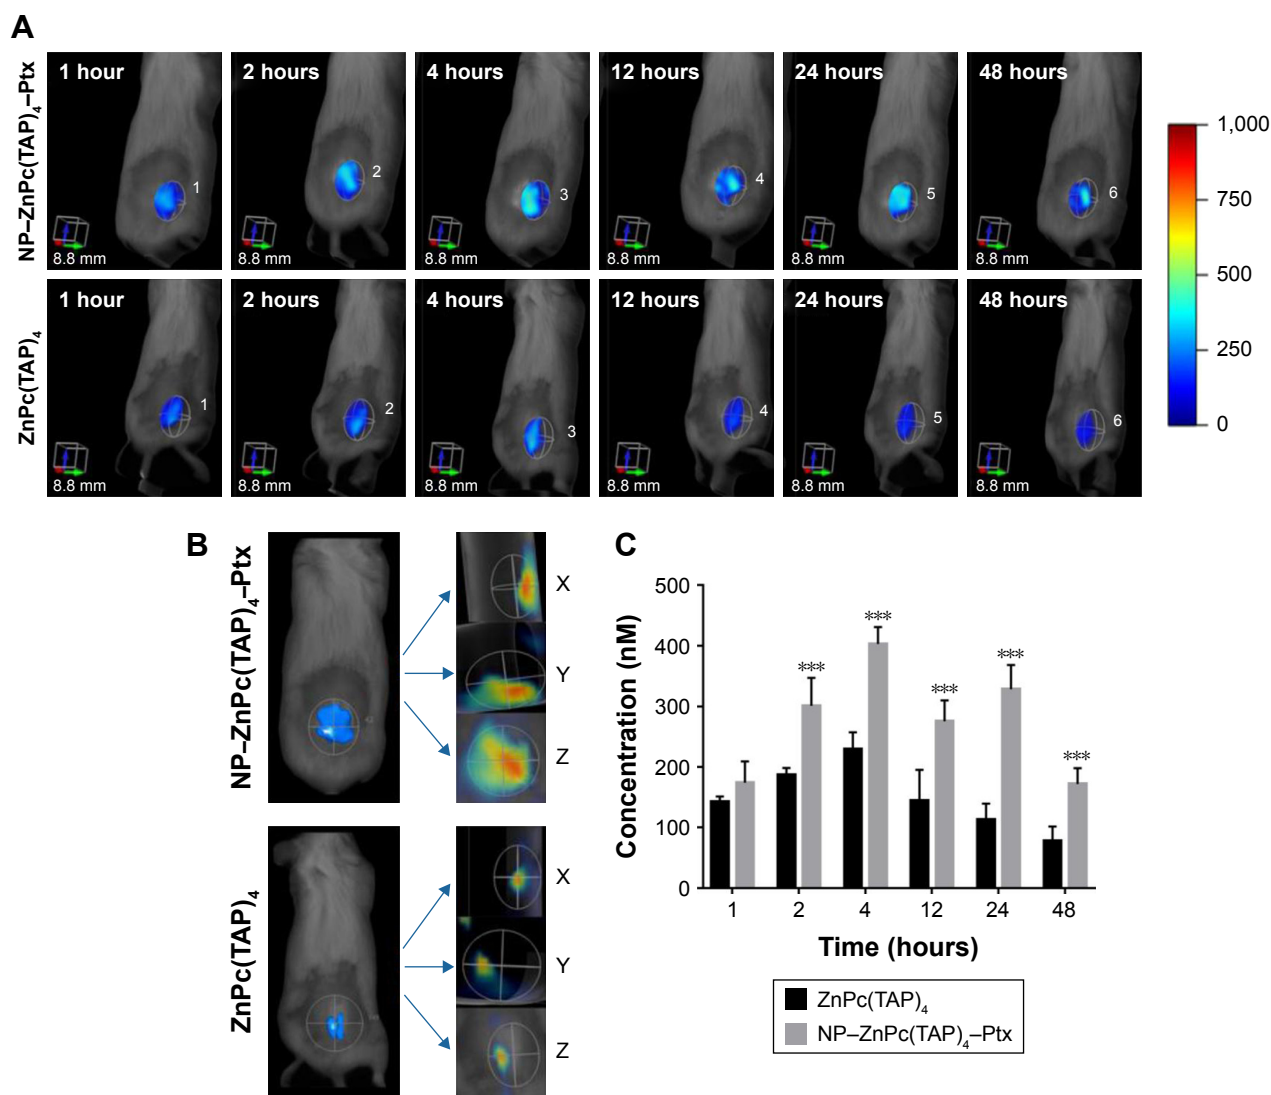 A
NP–ZnPc(TAP)₄–Ptx
1 hour
2 hours
4 hours
12 hours
24 hours
48 hours
1
2
3
4
5
6
8.8 mm
8.8 mm
8.8 mm
8.8 mm
8.8 mm
8.8 mm
ZnPc(TAP)₄
1 hour
2 hours
4 hours
12 hours
24 hours
48 hours
1
2
3
4
5
6
8.8 mm
8.8 mm
8.8 mm
8.8 mm
8.8 mm
8.8 mm
1,000
750
500
250
0
B
NP–ZnPc(TAP)₄–Ptx
X
Y
Z
ZnPc(TAP)₄
X
Y
Z
C
Concentration (nM)
500
400
300
200
100
0
***
***
***
***
***
1
2
4
12
24
48
Time (hours)
ZnPc(TAP)₄
NP–ZnPc(TAP)₄–Ptx